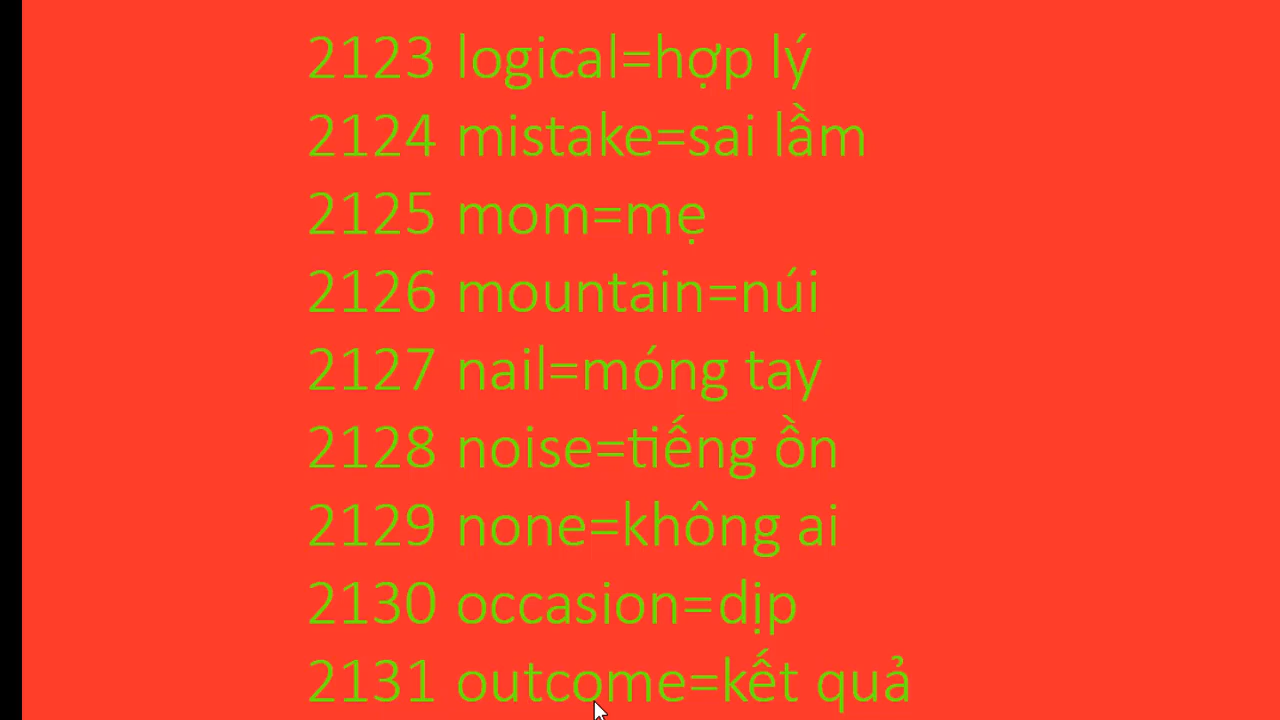 2123 logical=hợp lý
2124 mistake=sai lầm
2125 mom=mẹ
2126 mountain=núi
2127 nail=móng tay
2128 noise=tiếng ồn
2129 none=không ai
2130 occasion=dịp
2131 outcome=kết quả